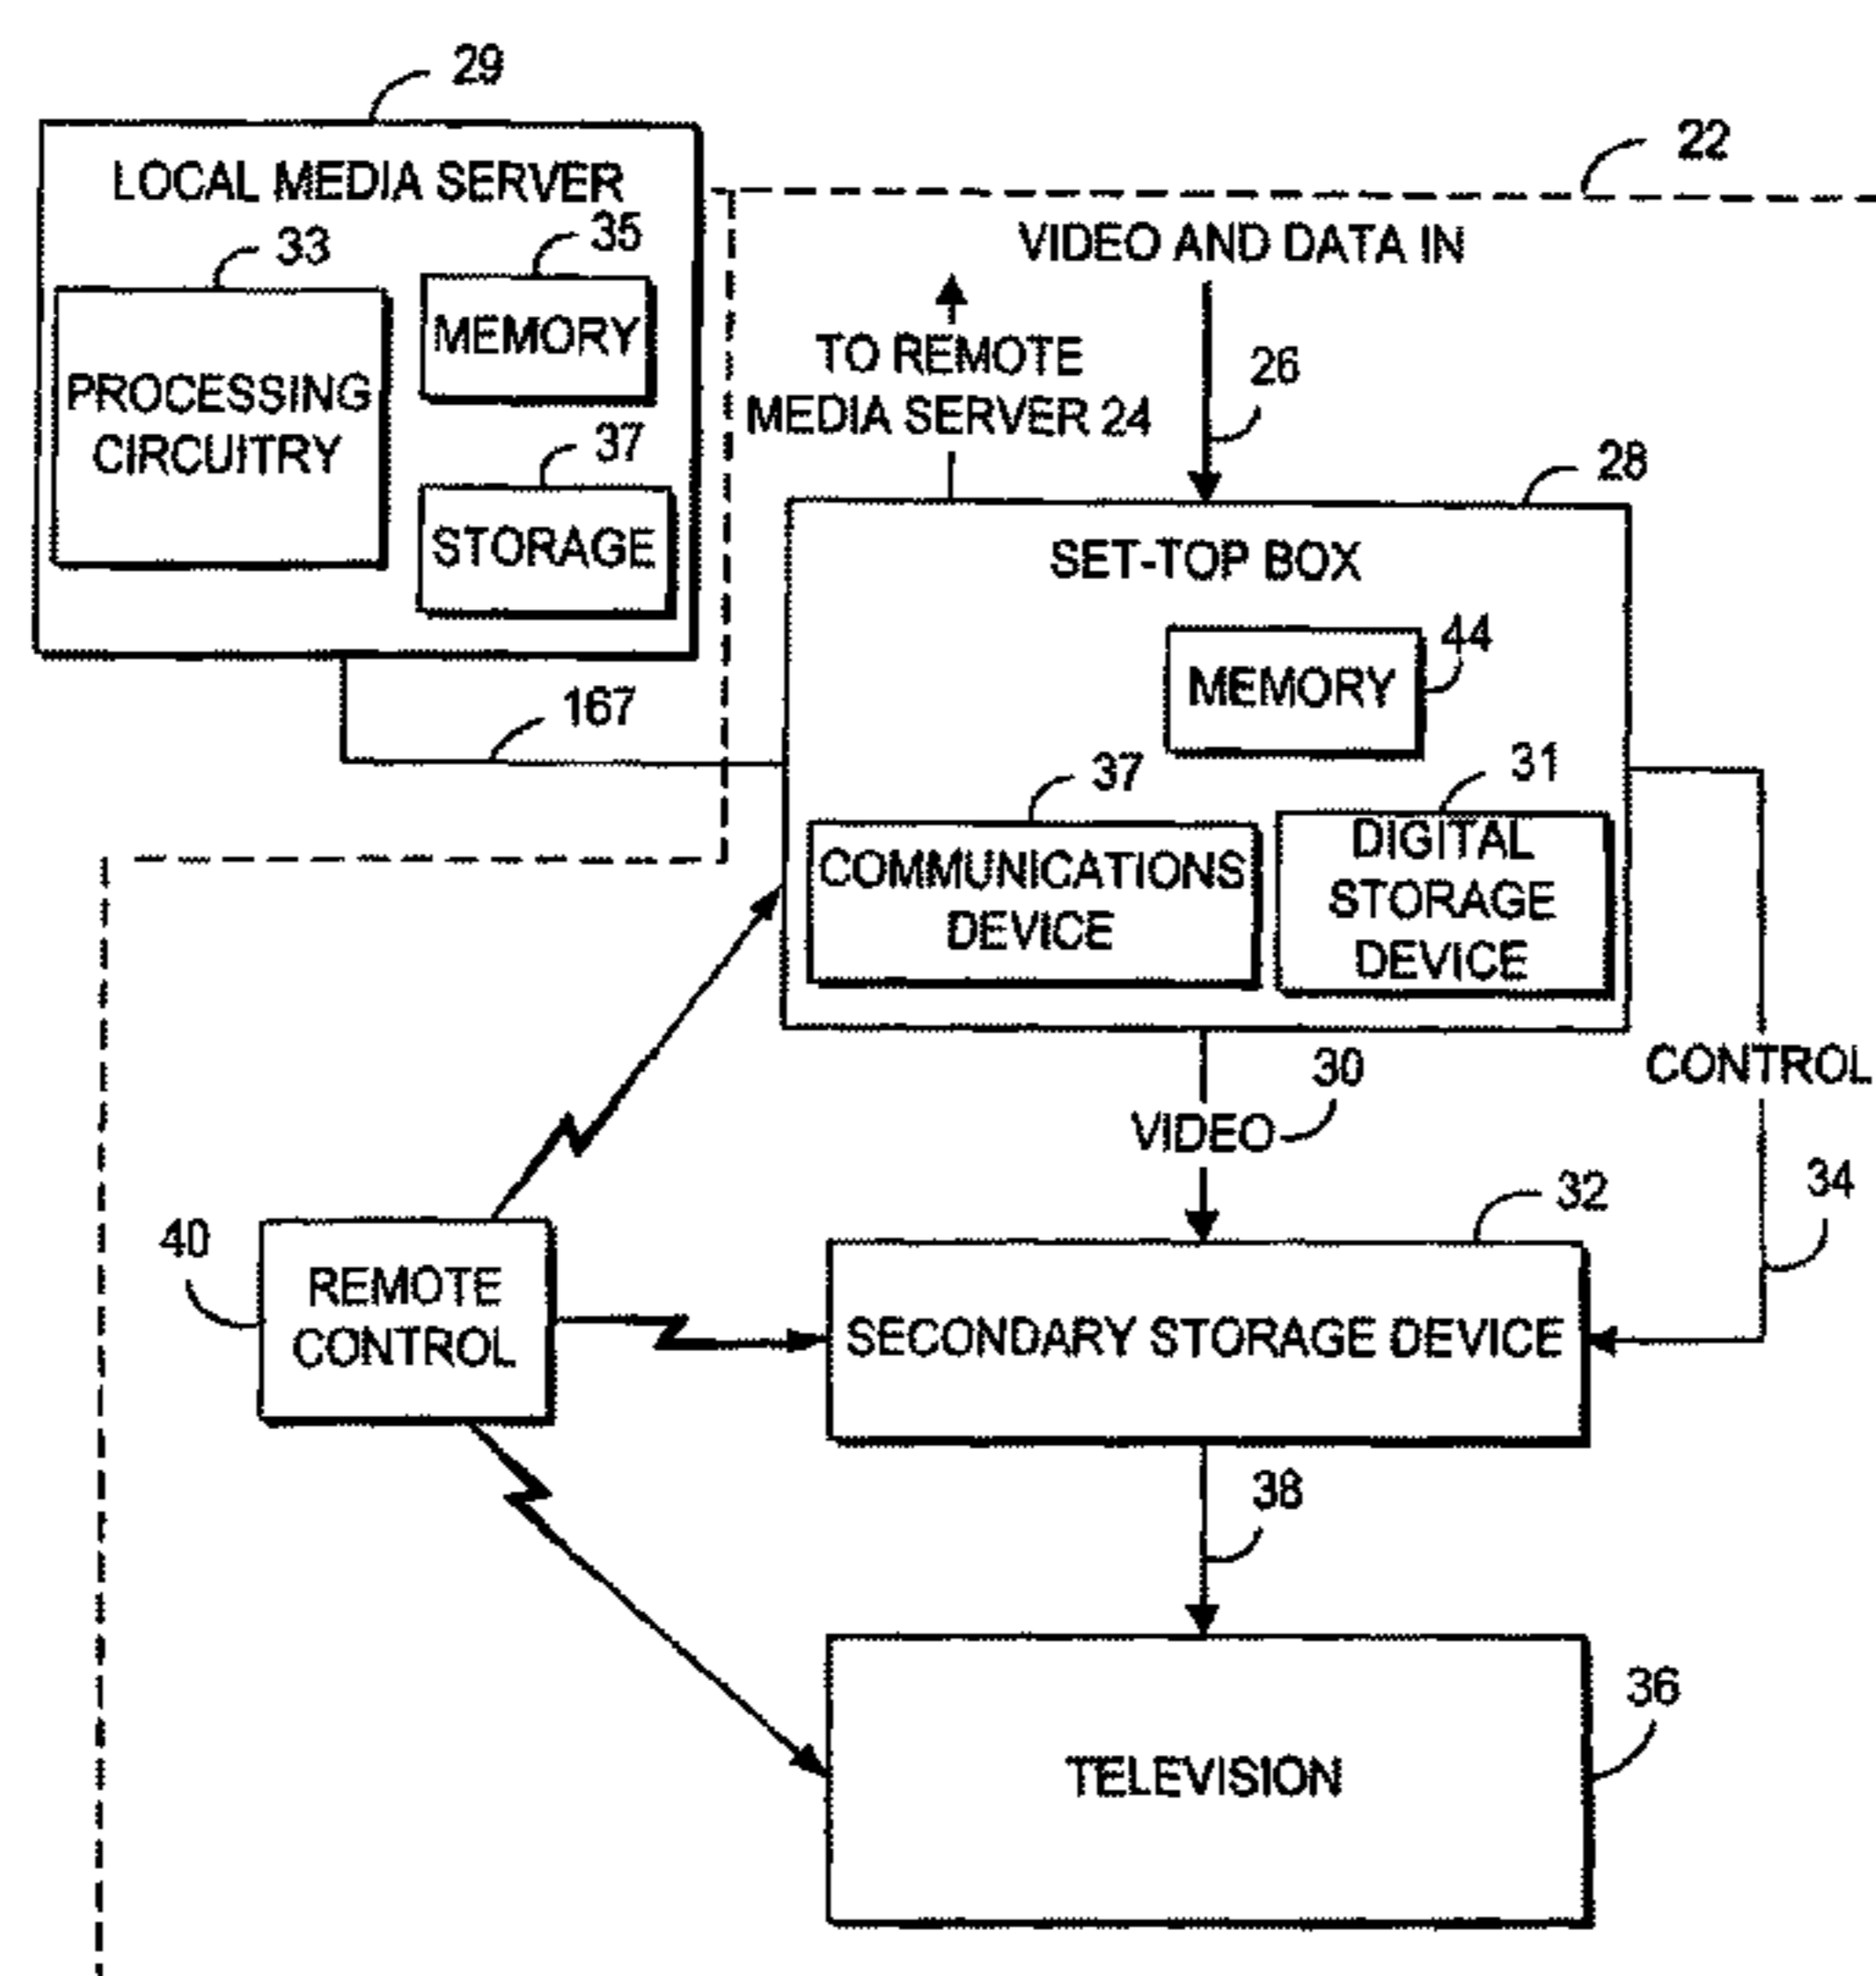 29
LOCAL MEDIA SERVER
33
PROCESSING
CIRCUITRY
35
MEMORY
37
STORAGE
22
VIDEO AND DATA IN
TO REMOTE
MEDIA SERVER 24
26
28
SET-TOP BOX
MEMORY
44
167
37
COMMUNICATIONS
DEVICE
31
DIGITAL
STORAGE
DEVICE
30
VIDEO
CONTROL
34
40
REMOTE
CONTROL
32
SECONDARY STORAGE DEVICE
38
36
TELEVISION